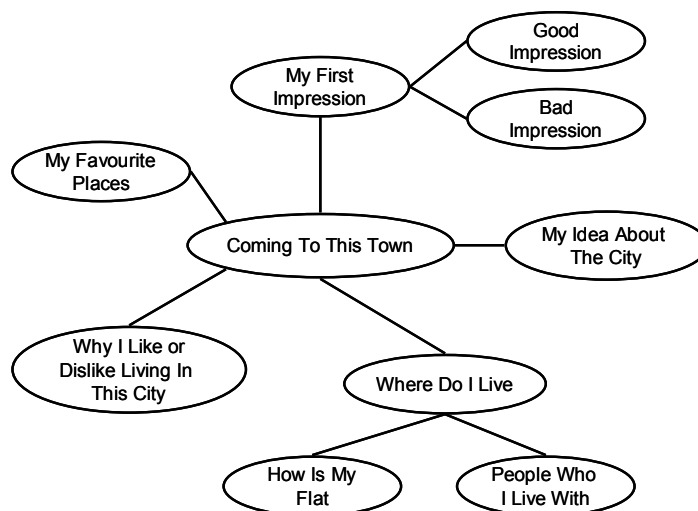 Good
Impression
My First
Impression
Bad
Impression
My Favourite
Places
Coming To This Town
My Idea About
The City
Why I Like or
Dislike Living In
This City
Where Do I Live
How Is My
Flat
People Who
I Live With